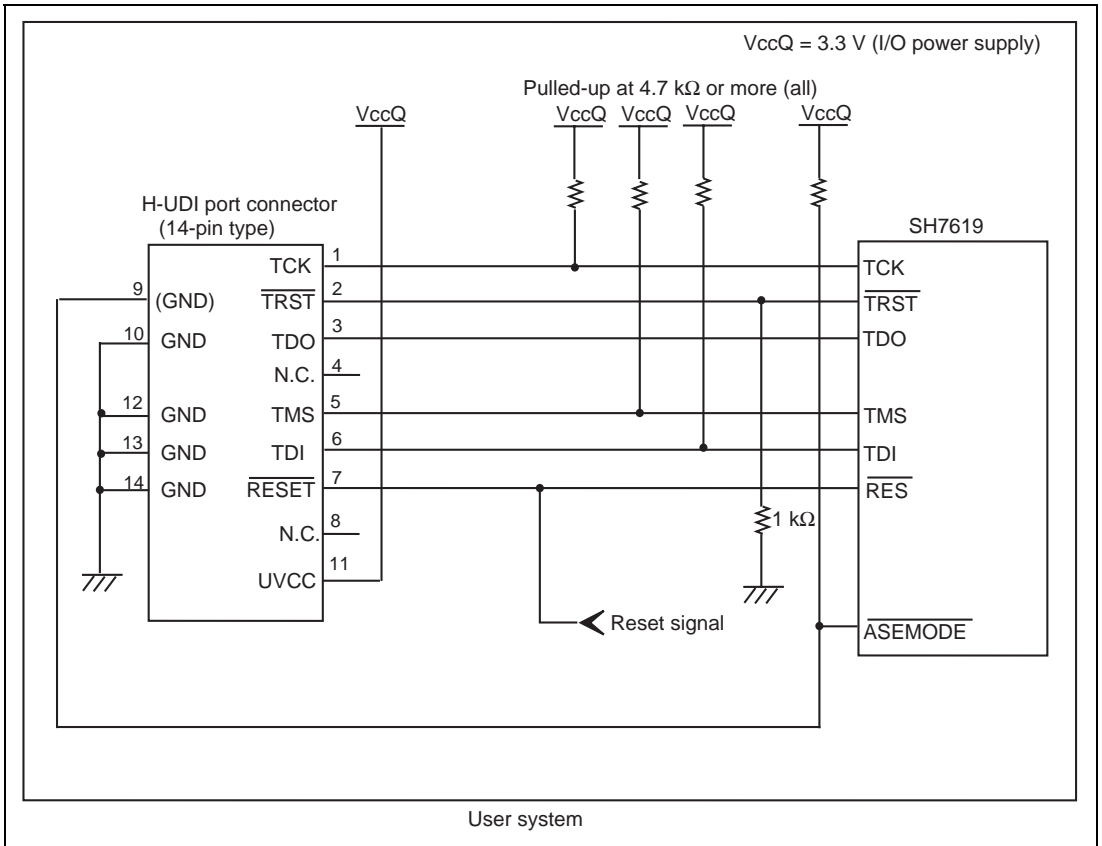 VccQ = 3.3 V (I/O power supply)
Pulled-up at 4.7 kΩ or more (all)
VccQ VccQ VccQ VccQ VccQ
H-UDI port connector
(14-pin type)
SH7619
TCK 1 TCK
9 (GND) TRST 2 TRST
10 GND TDO 3 TDO
N.C. 4
12 GND TMS 5 TMS
13 GND TDI 6 TDI
14 GND RESET 7 RES
N.C. 8
1 kΩ
UVCC 11
Reset signal
ASEMODE
User system